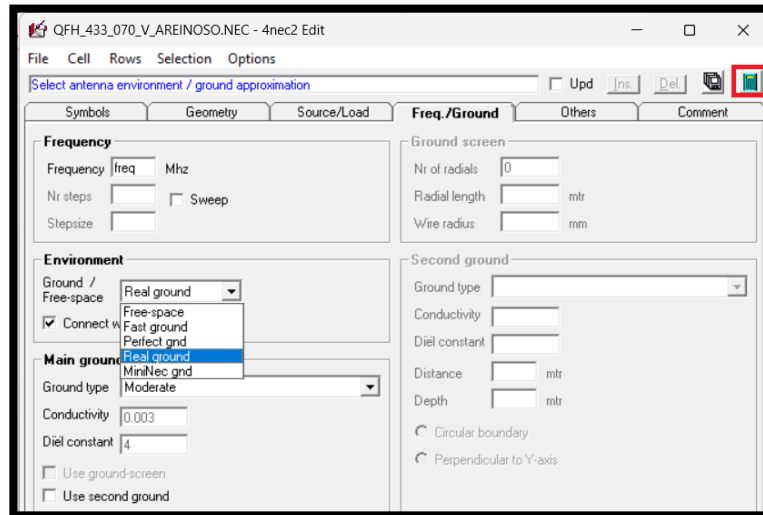 QFH_433_070_V_AREINOSO.NEC - 4nec2 Edit
File Cell Rows Selection Options
Select antenna environment / ground approximation
Upd Ins. Del.
Symbols Geometry Source/Load Freq./Ground Others Comment
Frequency
Frequency freq Mhz
Nr steps
Sweep
Stepsize
Environment
Ground /
Free-space
Real ground
Connect w
Free-space
Fast ground
Perfect gnd
Real ground
MiniNec gnd
Main ground
Ground type Moderate
Conductivity 0.003
Diël constant 4
Use ground-screen
Use second ground
Ground screen
Nr of radials 0
Radial length mtr
Wire radius mm
Second ground
Ground type
Conductivity
Diël constant
Distance mtr
Depth mtr
Circular boundary
Perpendicular to Y-axis